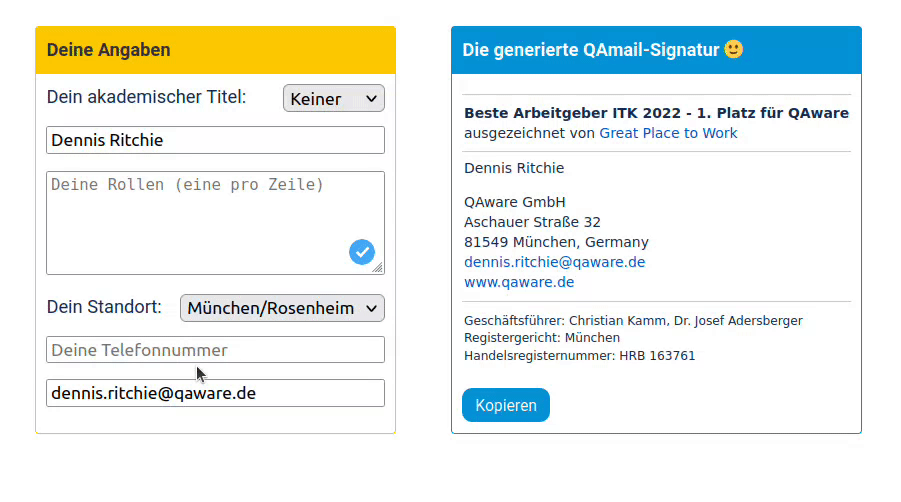 Deine Angaben
Dein akademischer Titel: Keiner
Dennis Ritchie
Deine Rollen (eine pro Zeile)
Dein Standort: München/Rosenheim
Deine Telefonnummer
dennis.ritchie@qaware.de
Die generierte QAmail-Signatur 🙂
Beste Arbeitgeber ITK 2022 - 1. Platz für QAware
ausgezeichnet von Great Place to Work
Dennis Ritchie
QAware GmbH
Aschauer Straße 32
81549 München, Germany
dennis.ritchie@qaware.de
www.qaware.de
Geschäftsführer: Christian Kamm, Dr. Josef Adersberger
Registergericht: München
Handelsregisternummer: HRB 163761
Kopieren